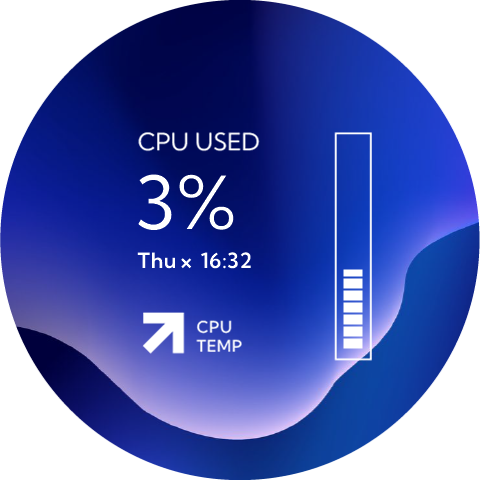 CPU USED
3%
Thu × 16:32
CPU
TEMP